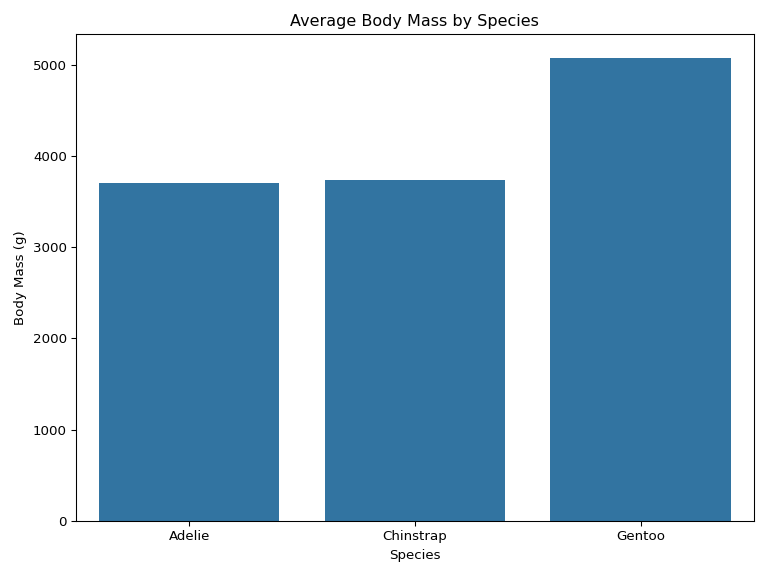 Average Body Mass by Species
Body Mass (g)
5000
4000
3000
2000
1000
0
Adelie Chinstrap Gentoo
Species